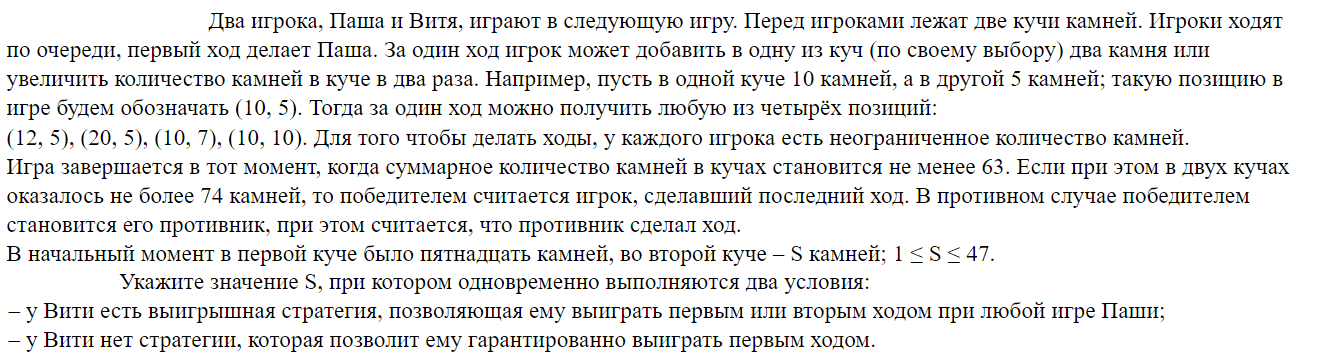 Два игрока, Паша и Витя, играют в следующую игру. Перед игроками лежат две кучи камней. Игроки ходят
по очереди, первый ход делает Паша. За один ход игрок может добавить в одну из куч (по своему выбору) два камня или
увеличить количество камней в куче в два раза. Например, пусть в одной куче 10 камней, а в другой 5 камней; такую позицию в
игре будем обозначать (10, 5). Тогда за один ход можно получить любую из четырёх позиций:
(12, 5), (20, 5), (10, 7), (10, 10). Для того чтобы делать ходы, у каждого игрока есть неограниченное количество камней.
Игра завершается в тот момент, когда суммарное количество камней в кучах становится не менее 63. Если при этом в двух кучах
оказалось не более 74 камней, то победителем считается игрок, сделавший последний ход. В противном случае победителем
становится его противник, при этом считается, что противник сделал ход.
В начальный момент в первой куче было пятнадцать камней, во второй куче – S камней; 1 ≤ S ≤ 47.
Укажите значение S, при котором одновременно выполняются два условия:
– у Вити есть выигрышная стратегия, позволяющая ему выиграть первым или вторым ходом при любой игре Паши;
– у Вити нет стратегии, которая позволит ему гарантированно выиграть первым ходом.